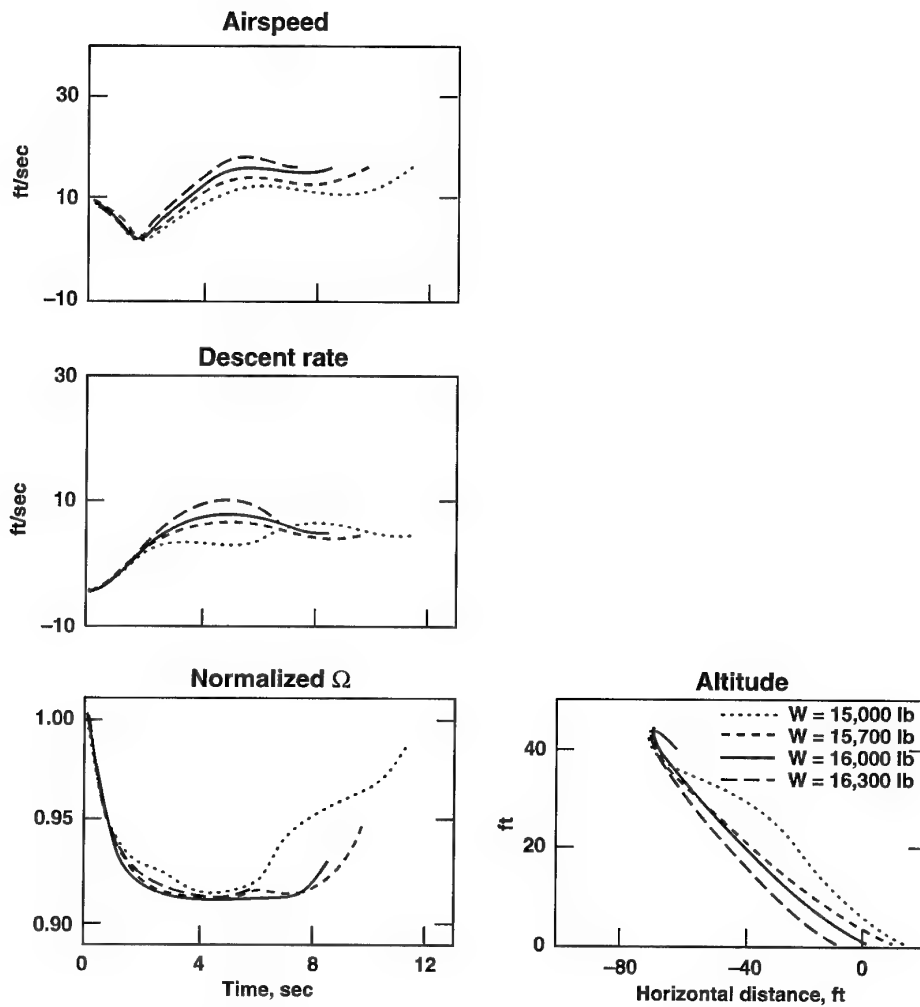 Airspeed
30
10
–10
ft/sec
Descent rate
30
10
–10
ft/sec
Normalized Ω
1.00
0.95
0.90
0
4
8
12
Time, sec
Altitude
W = 15,000 lb
W = 15,700 lb
W = 16,000 lb
W = 16,300 lb
40
20
0
ft
–80
–40
0
Horizontal distance, ft